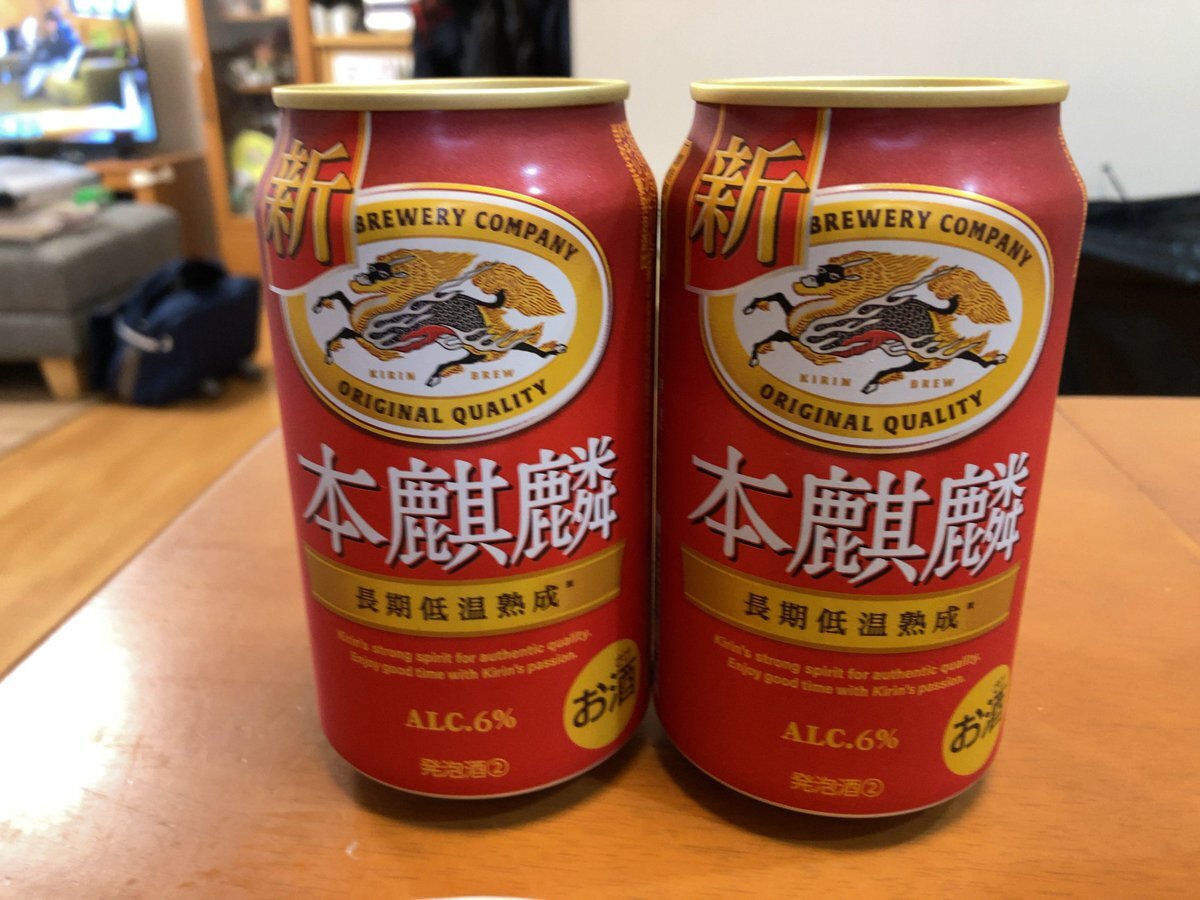 新
BREWERY COMPANY
KIRIN BREW
ORIGINAL QUALITY
本麒麟
長期低温熟成
Kirin's strong spirit for authentic quality.
Enjoy good time with Kirin's passion.
お酒
ALC.6%
発泡酒②
新
BREWERY COMPANY
KIRIN BREW
ORIGINAL QUALITY
本麒麟
長期低温熟成
Kirin's strong spirit for authentic quality.
Enjoy good time with Kirin's passion.
お酒
ALC.6%
発泡酒②